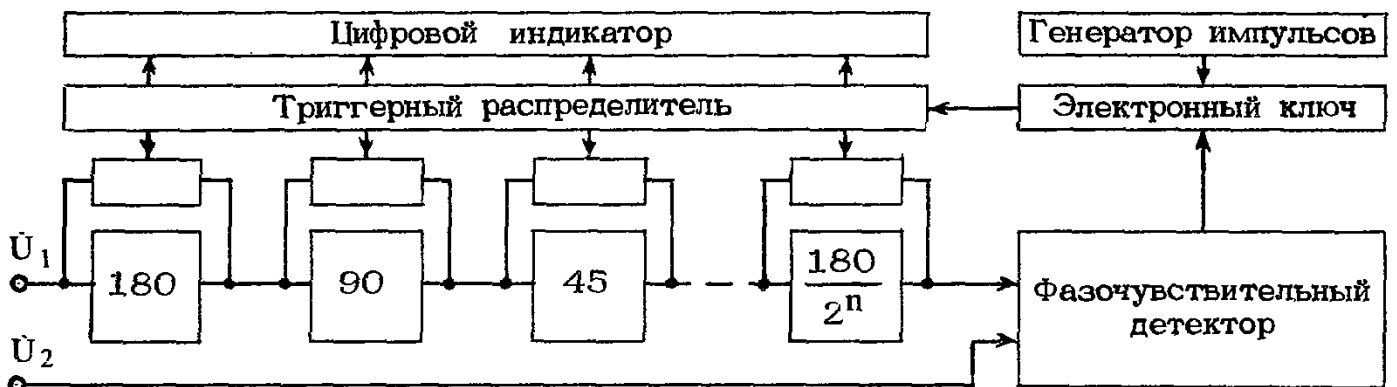 Цифровой индикатор
Генератор импульсов
Триггерный распределитель
Электронный ключ
U̇₁
180
90
45
180
2ⁿ
Фазочувствительный
детектор
U̇₂